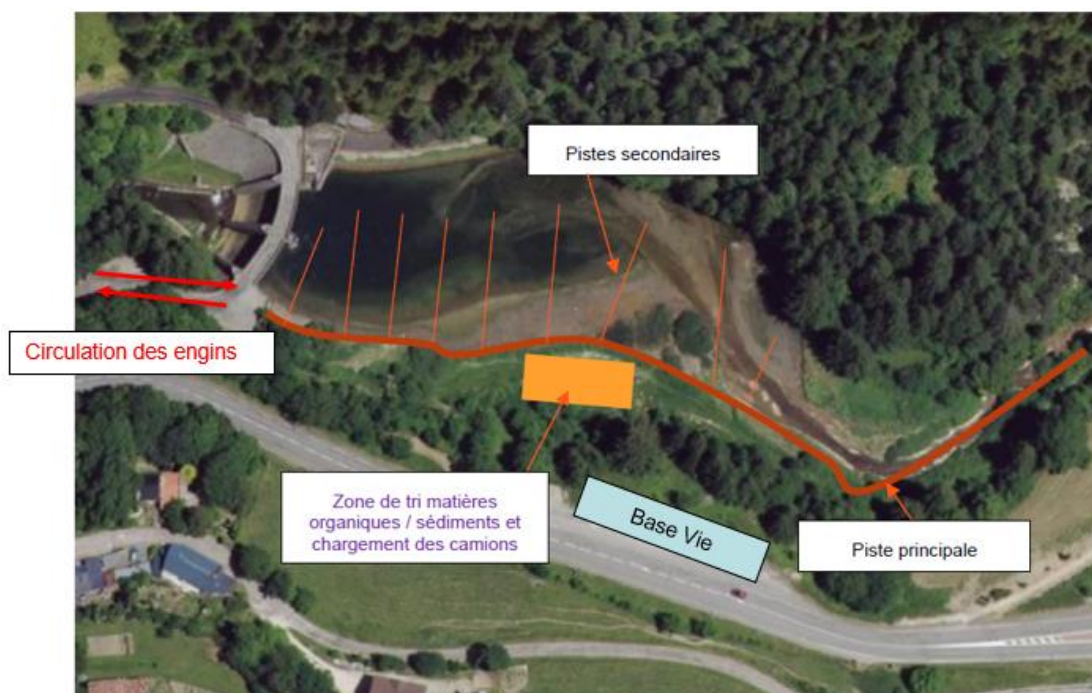 Pistes secondaires
Circulation des engins
Zone de tri matières
organiques / sédiments et
chargement des camions
Base Vie
Piste principale